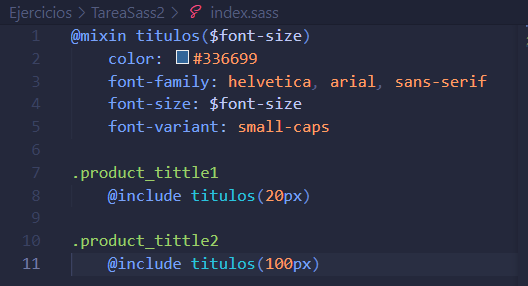 Ejercicios > TareaSass2 > index.sass
1 @mixin titulos($font-size)
2     color: #336699
3     font-family: helvetica, arial, sans-serif
4     font-size: $font-size
5     font-variant: small-caps
6
7 .product_tittle1
8     @include titulos(20px)
9
10 .product_tittle2
11     @include titulos(100px)